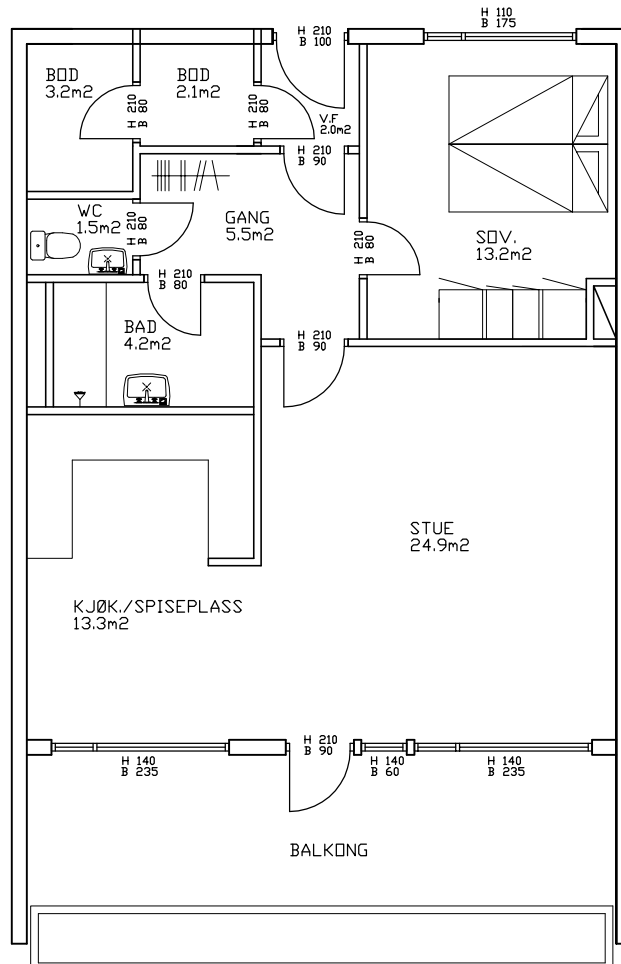 H 110
B 175
H 210
B 100
BOD
3.2m2
BOD
2.1m2
H 210
B 80
H 210
B 80
V.F
2.0m2
H 210
B 90
WC
1.5m2
H 210
B 80
GANG
5.5m2
H 210
B 80
SOV.
13.2m2
H 210
B 80
BAD
4.2m2
H 210
B 90
STUE
24.9m2
KJØK./SPISEPLASS
13.3m2
H 210
B 90
H 140
B 235
H 140
B 60
H 140
B 235
BALKONG